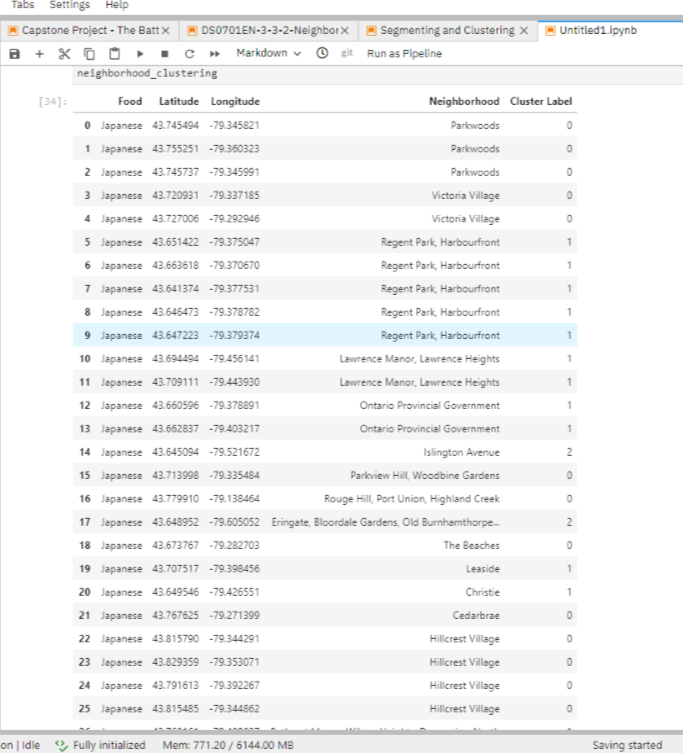 Tabs Settings Help
Capstone Project - The Batt × DS0701EN-3-3-2-Neighbor × Segmenting and Clustering × Untitled1.ipynb
Markdown git Run as Pipeline
neighborhood_clustering
[34]:
Food Latitude Longitude Neighborhood Cluster Label
0 Japanese 43.745494 -79.345821 Parkwoods 0
1 Japanese 43.755251 -79.360323 Parkwoods 0
2 Japanese 43.745737 -79.345991 Parkwoods 0
3 Japanese 43.720931 -79.337185 Victoria Village 0
4 Japanese 43.727006 -79.292946 Victoria Village 0
5 Japanese 43.651422 -79.375047 Regent Park, Harbourfront 1
6 Japanese 43.663618 -79.370670 Regent Park, Harbourfront 1
7 Japanese 43.641374 -79.377531 Regent Park, Harbourfront 1
8 Japanese 43.646473 -79.378782 Regent Park, Harbourfront 1
9 Japanese 43.647223 -79.379374 Regent Park, Harbourfront 1
10 Japanese 43.694494 -79.456141 Lawrence Manor, Lawrence Heights 1
11 Japanese 43.709111 -79.443930 Lawrence Manor, Lawrence Heights 1
12 Japanese 43.660596 -79.378891 Ontario Provincial Government 1
13 Japanese 43.662837 -79.403217 Ontario Provincial Government 1
14 Japanese 43.645094 -79.521672 Islington Avenue 2
15 Japanese 43.713998 -79.335484 Parkview Hill, Woodbine Gardens 0
16 Japanese 43.779910 -79.138464 Rouge Hill, Port Union, Highland Creek 0
17 Japanese 43.648952 -79.605052 Eringate, Bloordale Gardens, Old Burnhamthorpe... 2
18 Japanese 43.673767 -79.282703 The Beaches 0
19 Japanese 43.707517 -79.398456 Leaside 1
20 Japanese 43.649546 -79.426551 Christie 1
21 Japanese 43.767625 -79.271399 Cedarbrae 0
22 Japanese 43.815790 -79.344291 Hillcrest Village 0
23 Japanese 43.829359 -79.353071 Hillcrest Village 0
24 Japanese 43.791613 -79.392267 Hillcrest Village 0
25 Japanese 43.815485 -79.344862 Hillcrest Village 0
on | Idle Fully initialized Mem: 771.20 / 6144.00 MB Saving started